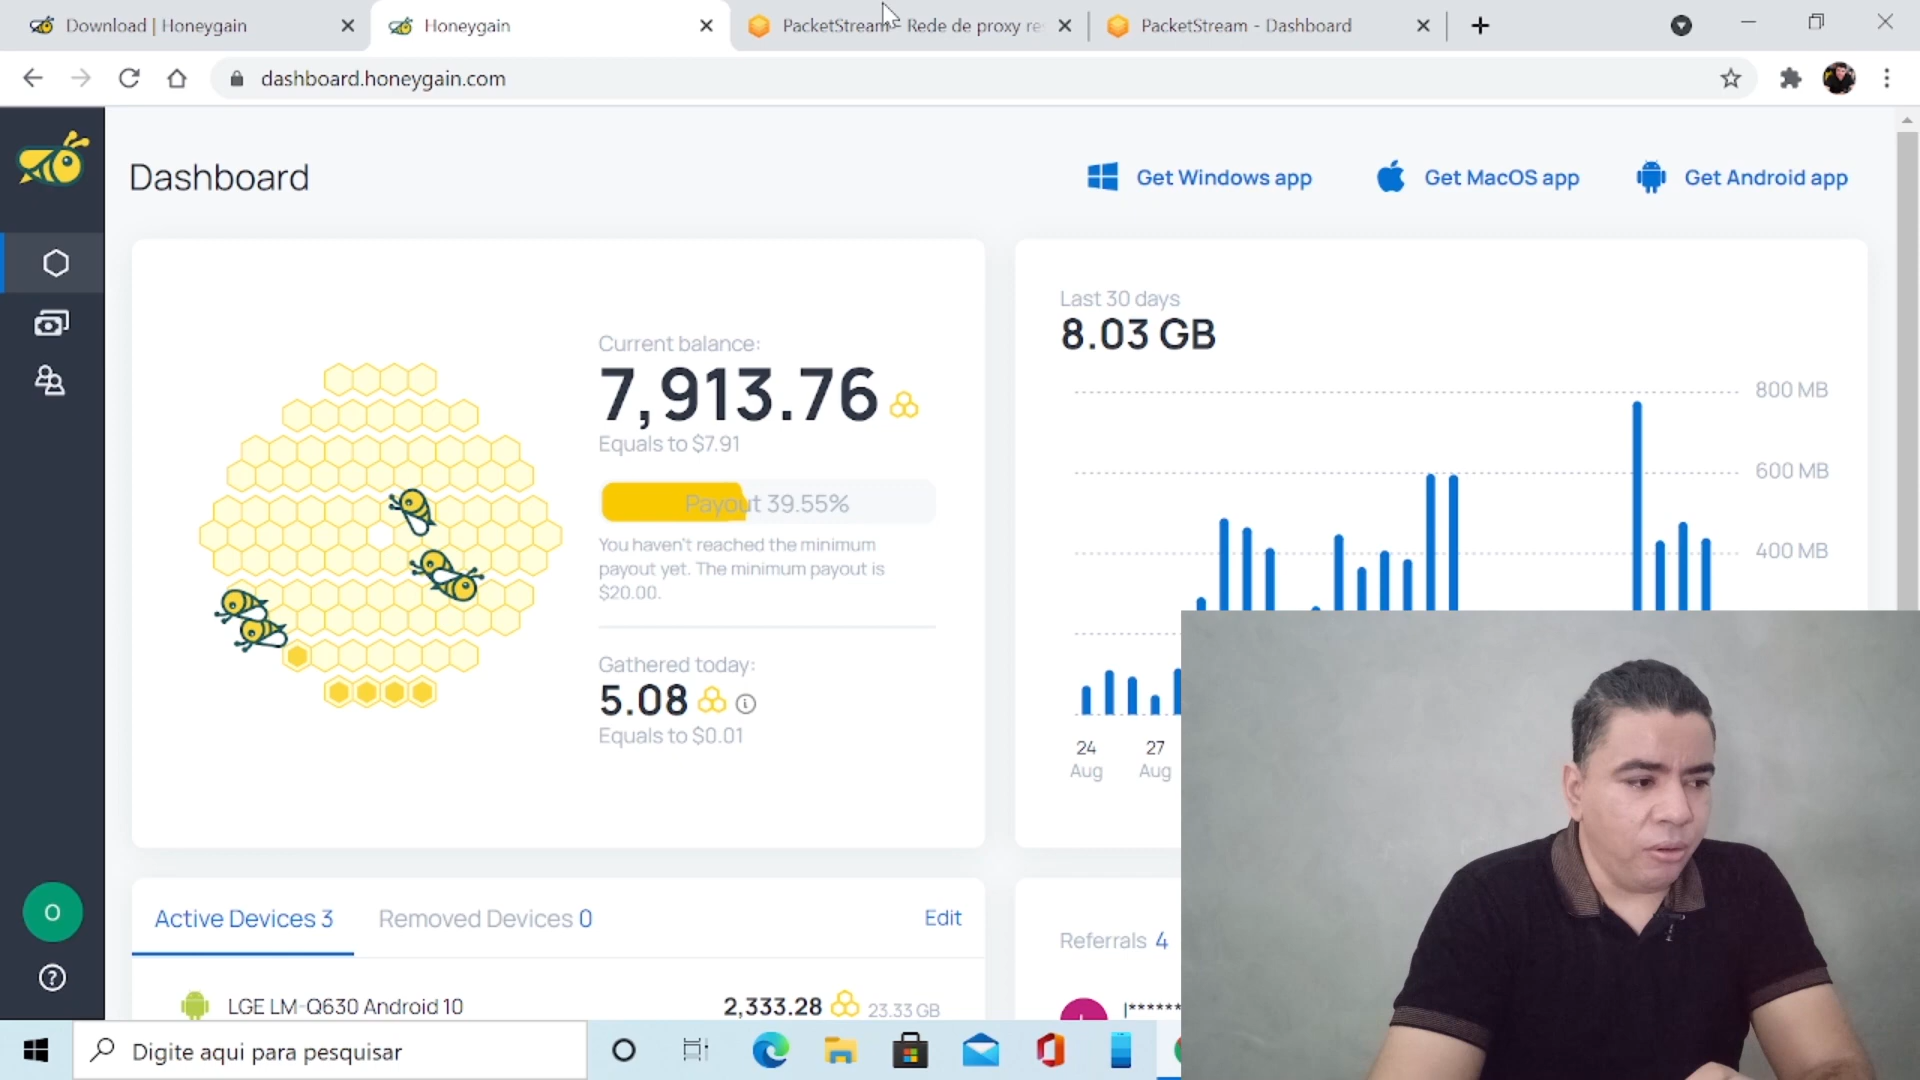 Download | Honeygain
Honeygain
PacketStream - Rede de proxy re
PacketStream - Dashboard
dashboard.honeygain.com
Dashboard
Get Windows app
Get MacOS app
Get Android app
Current balance:
7,913.76
Equals to $7.91
Payout 39.55%
You haven't reached the minimum
payout yet. The minimum payout is
$20.00.
Gathered today:
5.08
Equals to $0.01
Last 30 days
8.03 GB
800 MB
600 MB
400 MB
24
Aug
27
Aug
Active Devices 3
Removed Devices 0
Edit
LGE LM-Q630 Android 10
2,333.28
23.33 GB
Referrals 4
l******
O
Digite aqui para pesquisar